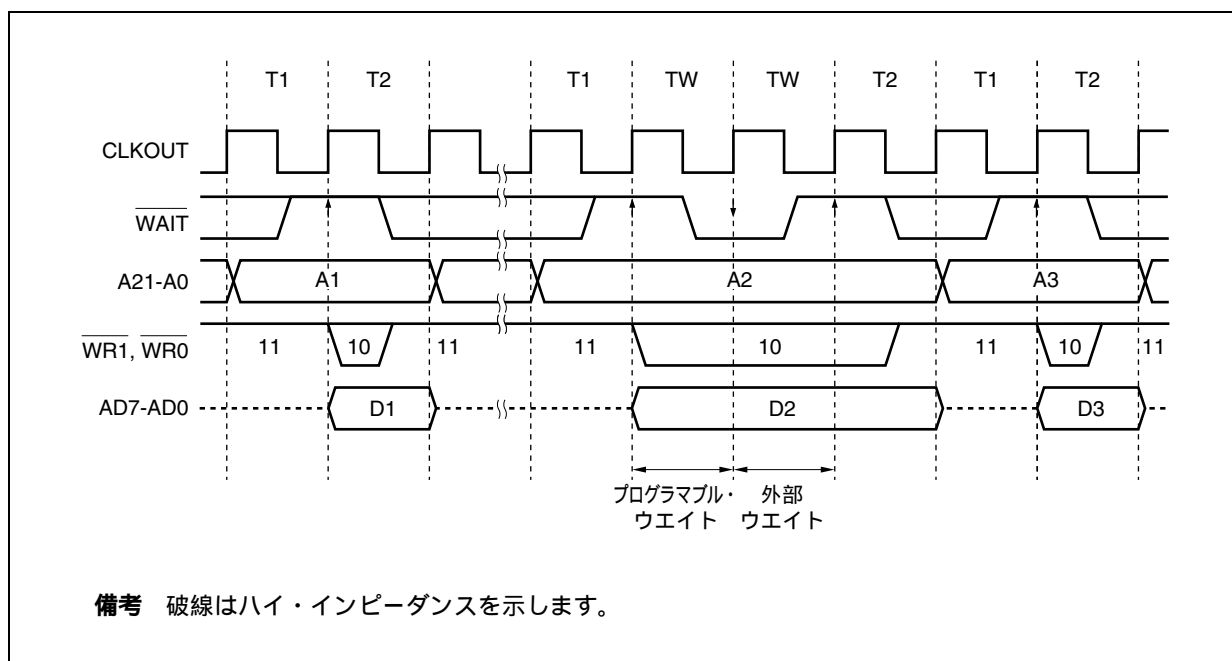 T1 T2 T1 TW TW T2 T1 T2
CLKOUT
WAIT
A21-A0 A1 A2 A3
WR1, WR0 11 10 11 11 10 11 10 11
AD7-AD0 D1 D2 D3
プログラマブル・ 外部
ウエイト ウエイト
備考 破線はハイ・インピーダンスを示します。